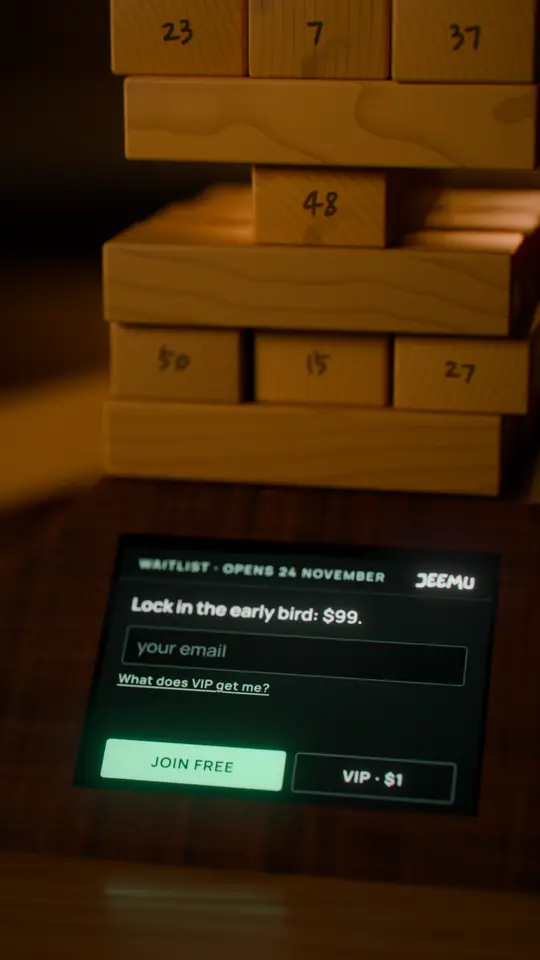 23 7 37
48
50 15 27
WAITLIST · OPENS 24 NOVEMBER JEEMU
Lock in the early bird: $99.
your email
What does VIP get me?
JOIN FREE VIP · $1